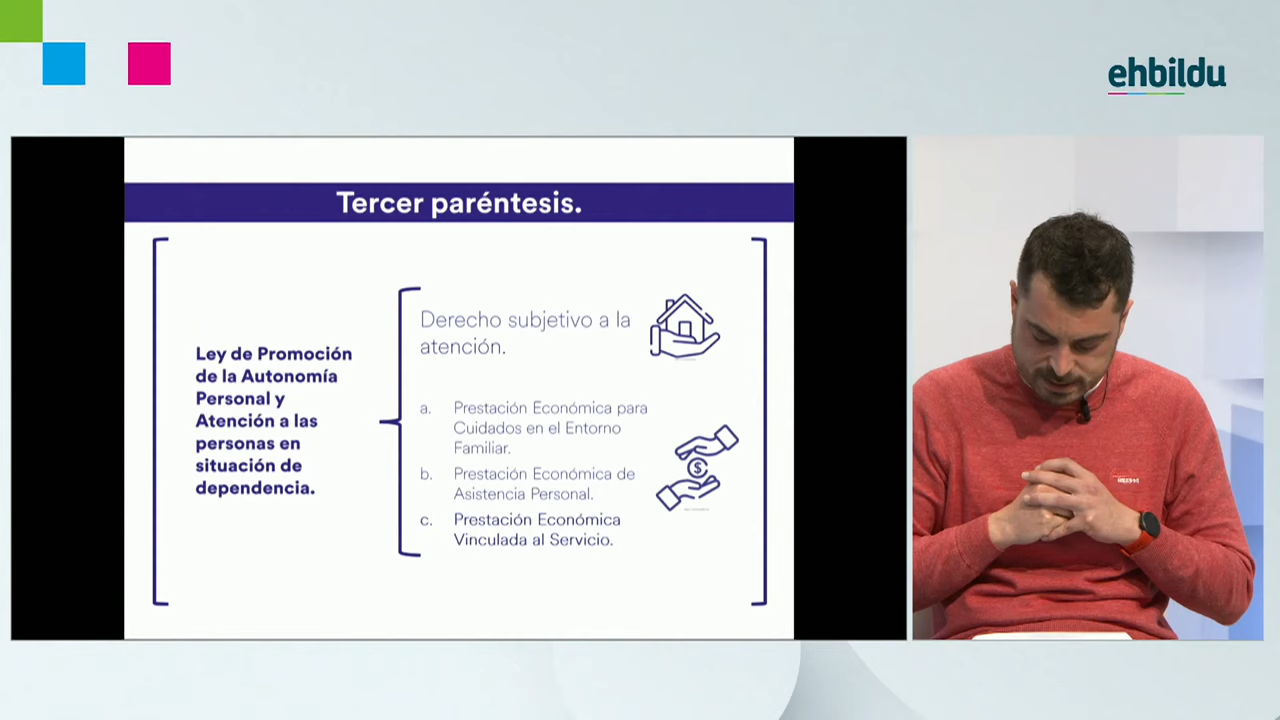 ehbildu
Tercer paréntesis.
Ley de Promoción
de la Autonomía
Personal y
Atención a las
personas en
situación de
dependencia.
Derecho subjetivo a la
atención.
a. Prestación Económica para
Cuidados en el Entorno
Familiar.
b. Prestación Económica de
Asistencia Personal.
c. Prestación Económica
Vinculada al Servicio.
$